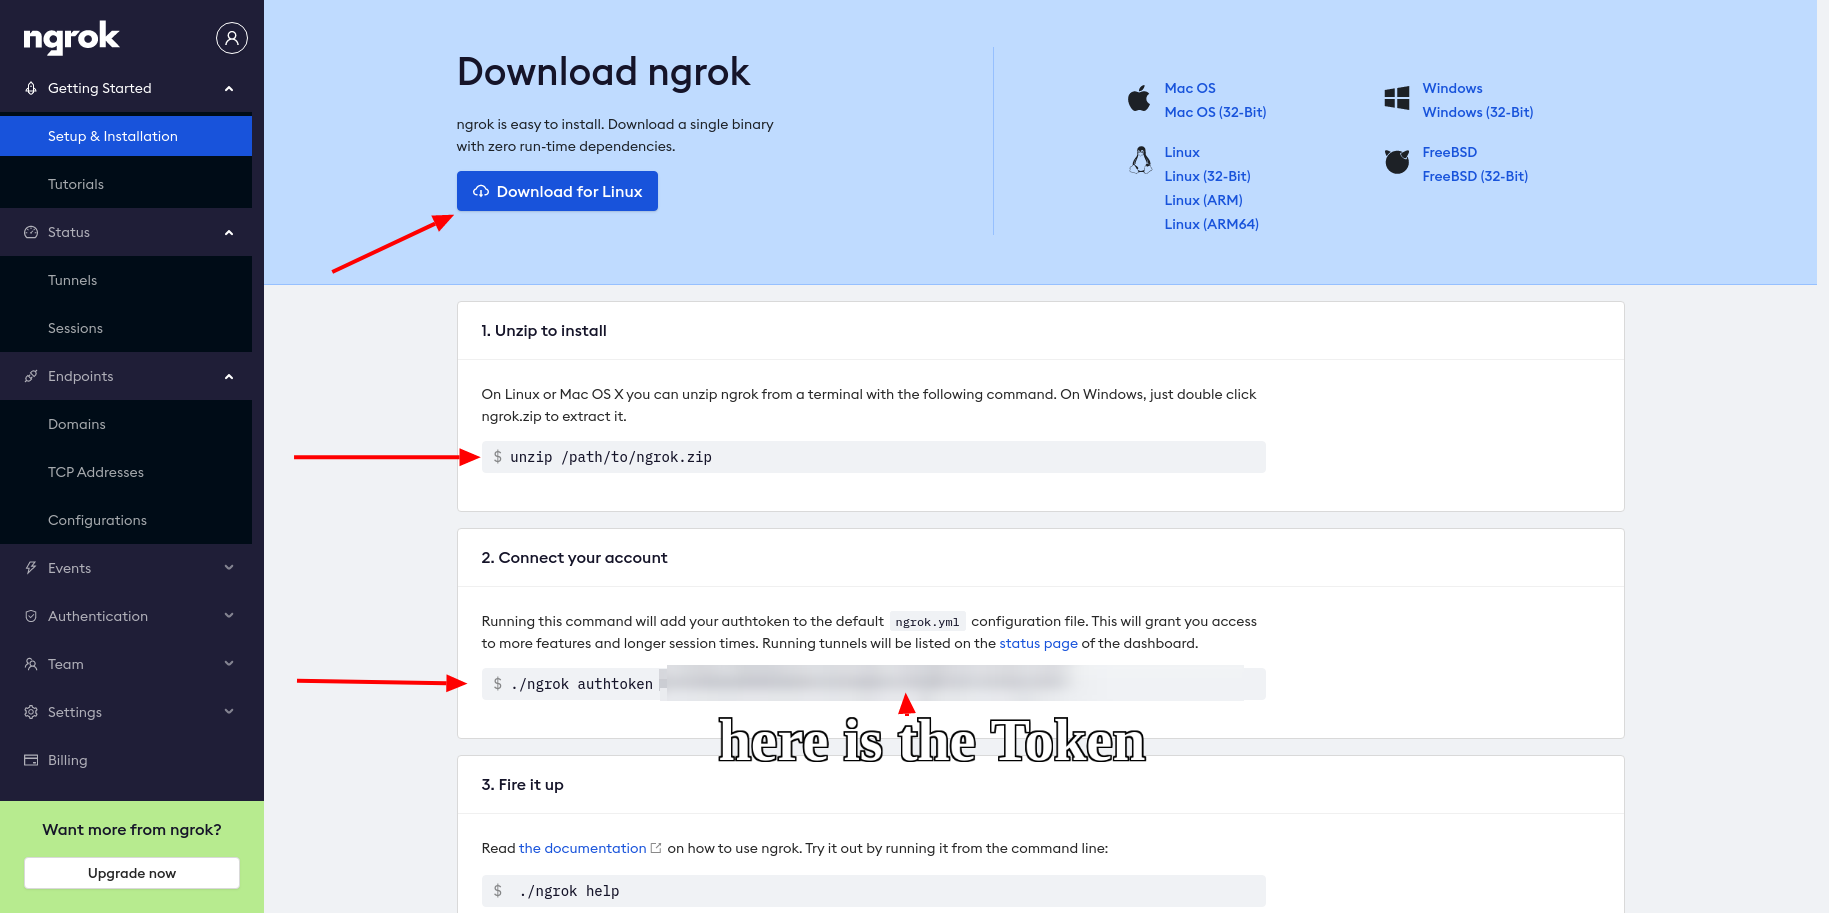 ngrok
Getting Started
Setup & Installation
Tutorials
Status
Tunnels
Sessions
Endpoints
Domains
TCP Addresses
Configurations
Events
Authentication
Team
Settings
Billing
Want more from ngrok?
Upgrade now
Download ngrok
ngrok is easy to install. Download a single binary
with zero run-time dependencies.
Download for Linux
Mac OS
Mac OS (32-Bit)
Linux
Linux (32-Bit)
Linux (ARM)
Linux (ARM64)
Windows
Windows (32-Bit)
FreeBSD
FreeBSD (32-Bit)
1. Unzip to install
On Linux or Mac OS X you can unzip ngrok from a terminal with the following command. On Windows, just double click
ngrok.zip to extract it.
$ unzip /path/to/ngrok.zip
2. Connect your account
Running this command will add your authtoken to the default ngrok.yml configuration file. This will grant you access
to more features and longer session times. Running tunnels will be listed on the status page of the dashboard.
$ ./ngrok authtoken
here is the Token
3. Fire it up
Read the documentation on how to use ngrok. Try it out by running it from the command line:
$ ./ngrok help